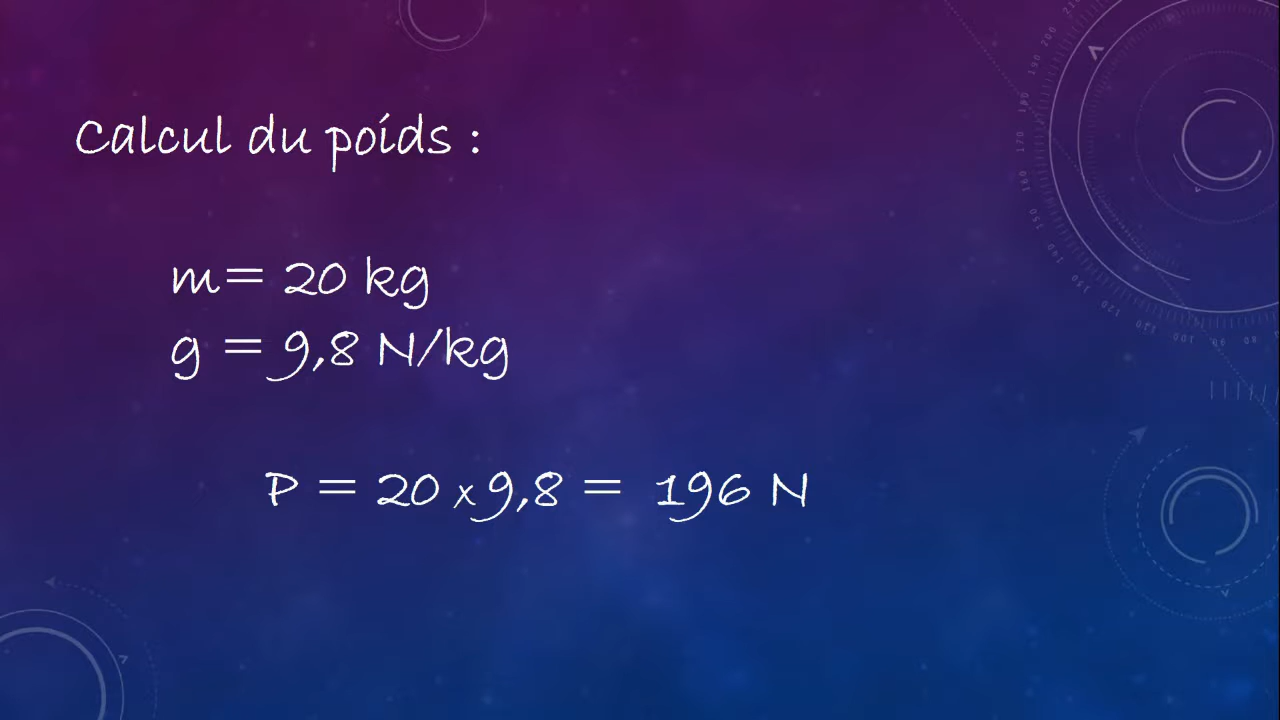 Calcul du poids :
m= 20 kg
g = 9,8 N/kg
P = 20 x 9,8 = 196 N